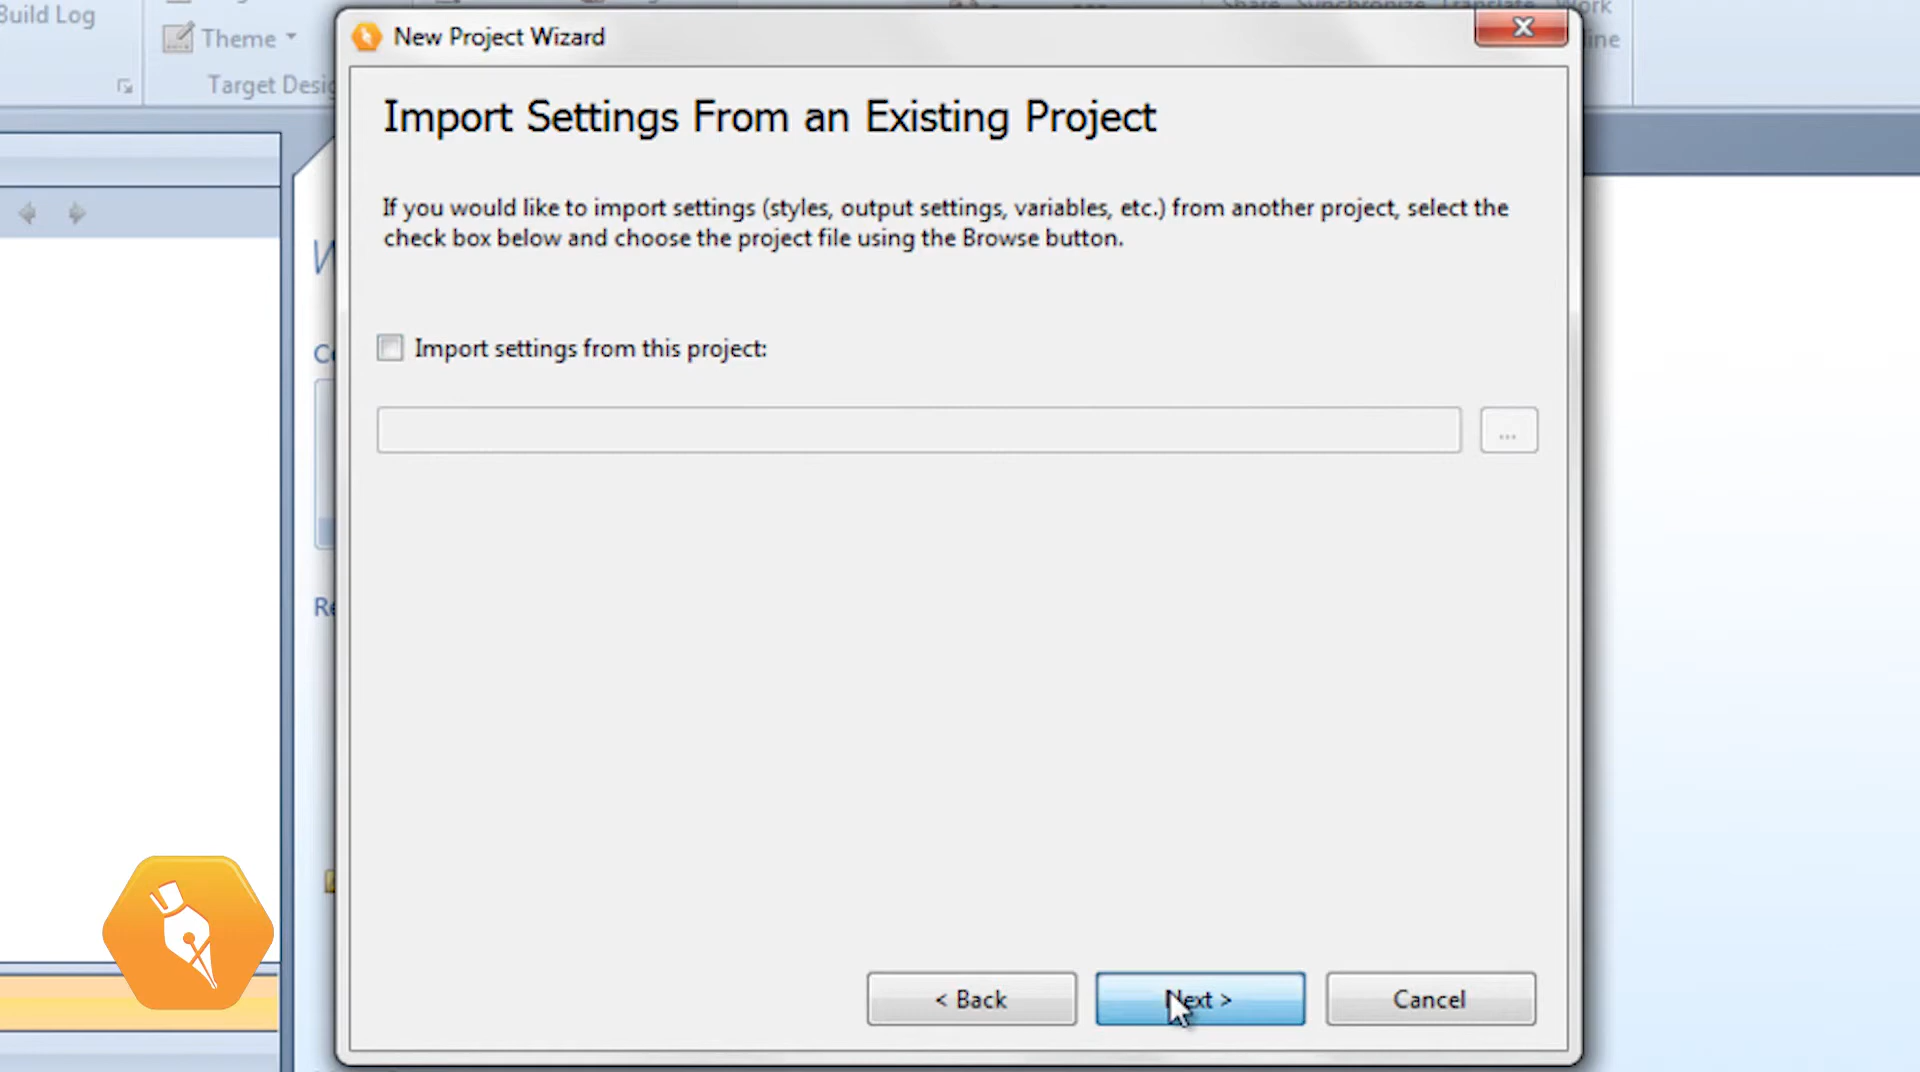 Build Log
Theme
Target Desi
New Project Wizard
Import Settings From an Existing Project
If you would like to import settings (styles, output settings, variables, etc.) from another project, select the
check box below and choose the project file using the Browse button.
Import settings from this project:
...
< Back
Next >
Cancel